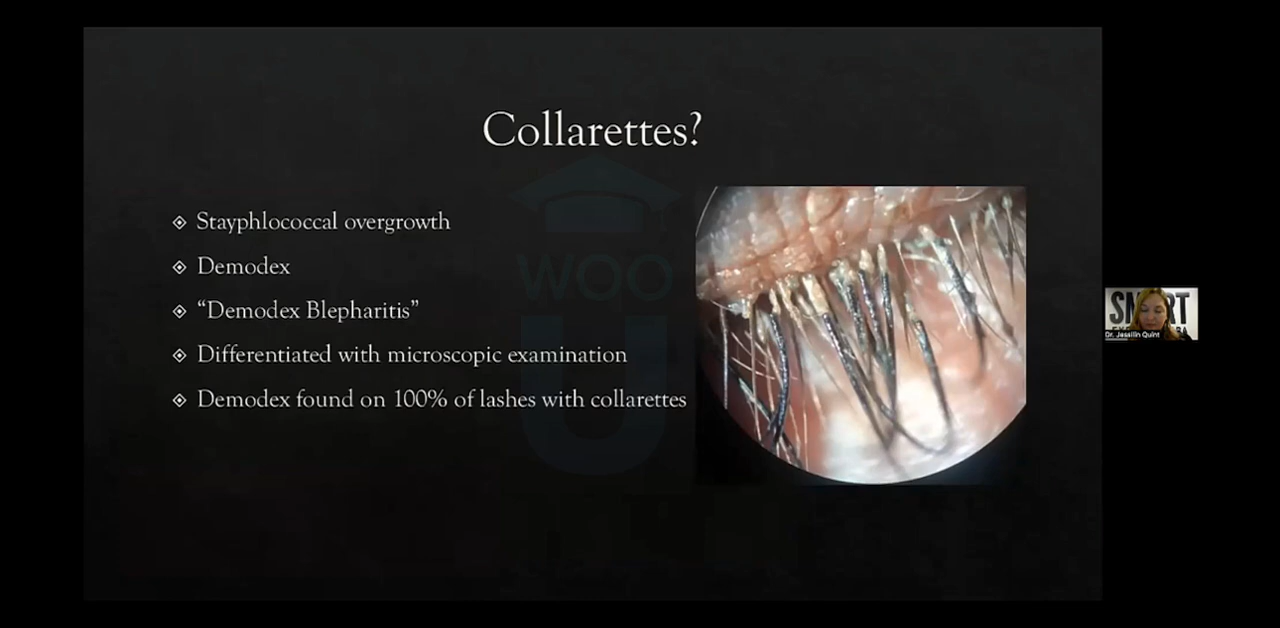 Collarettes?
Stayphlococcal overgrowth
Demodex
“Demodex Blepharitis”
Differentiated with microscopic examination
Demodex found on 100% of lashes with collarettes
WOO
U
Dr. Jessilin Quint